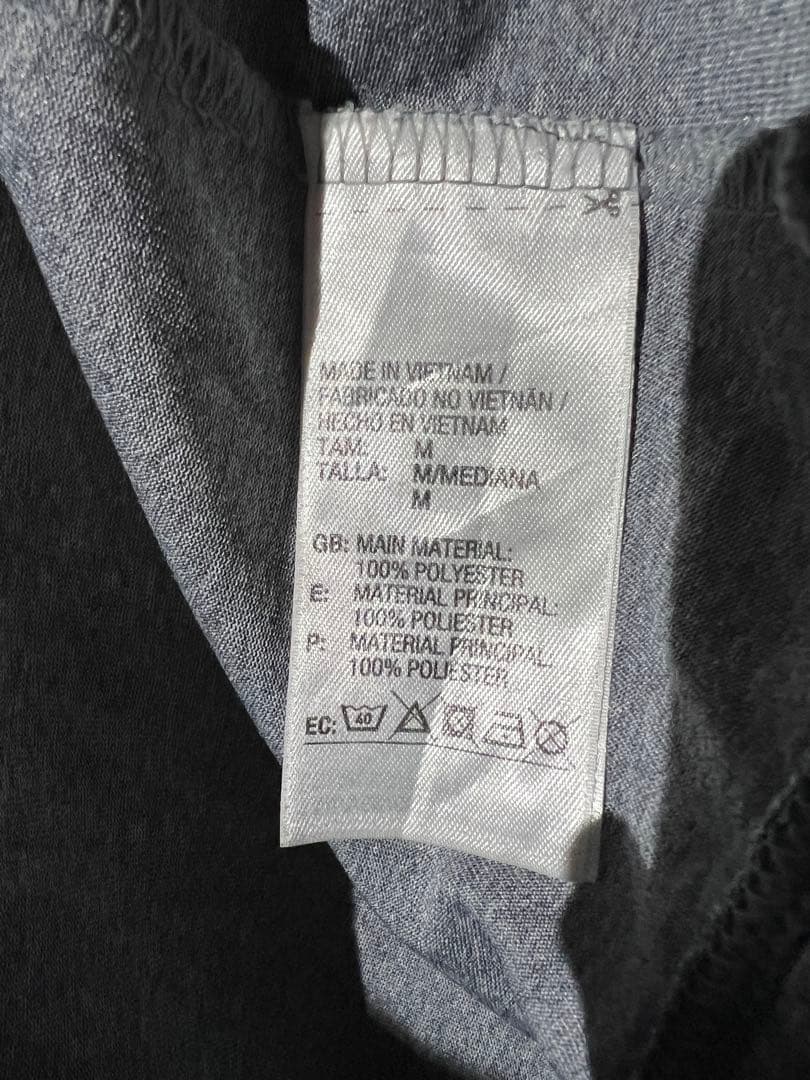 MADE IN VIETNAM /
FABRICADO NO VIETNÃN /
HECHO EN VIETNAM
TAM: M
TALLA: M/MEDIANA
M
GB: MAIN MATERIAL:
100% POLYESTER
E: MATERIAL PRINCIPAL:
100% POLIESTER
P: MATERIAL PRINCIPAL:
100% POLIESTER
EC: 40